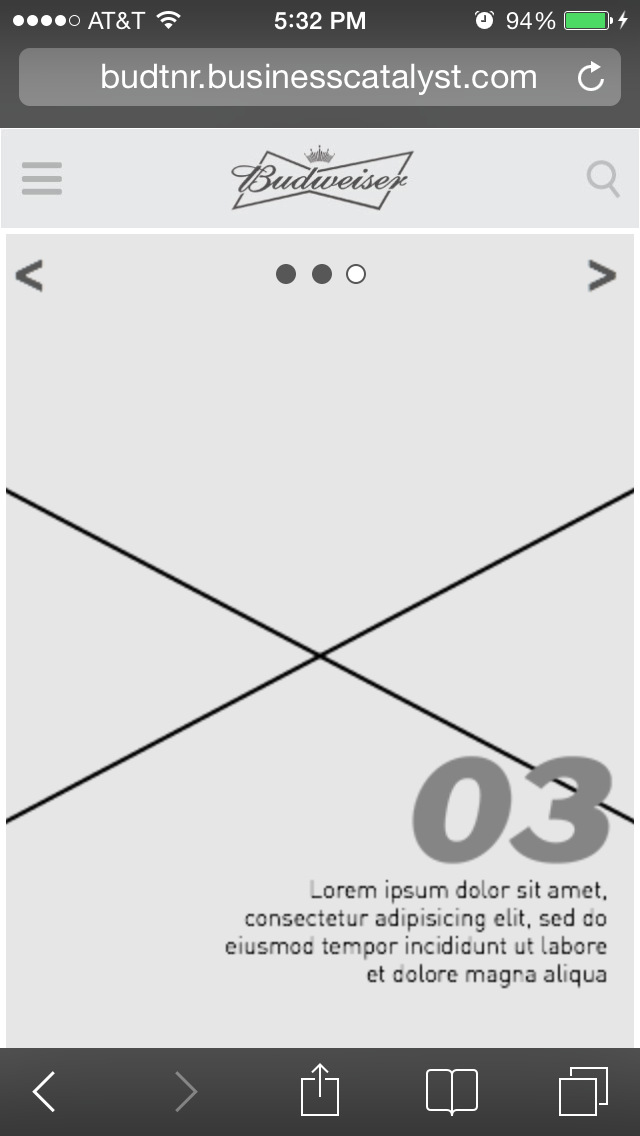 AT&T 5:32 PM 94%
budtnr.businesscatalyst.com
Budweiser
< >
03
Lorem ipsum dolor sit amet,
consectetur adipisicing elit, sed do
eiusmod tempor incididunt ut labore
et dolore magna aliqua